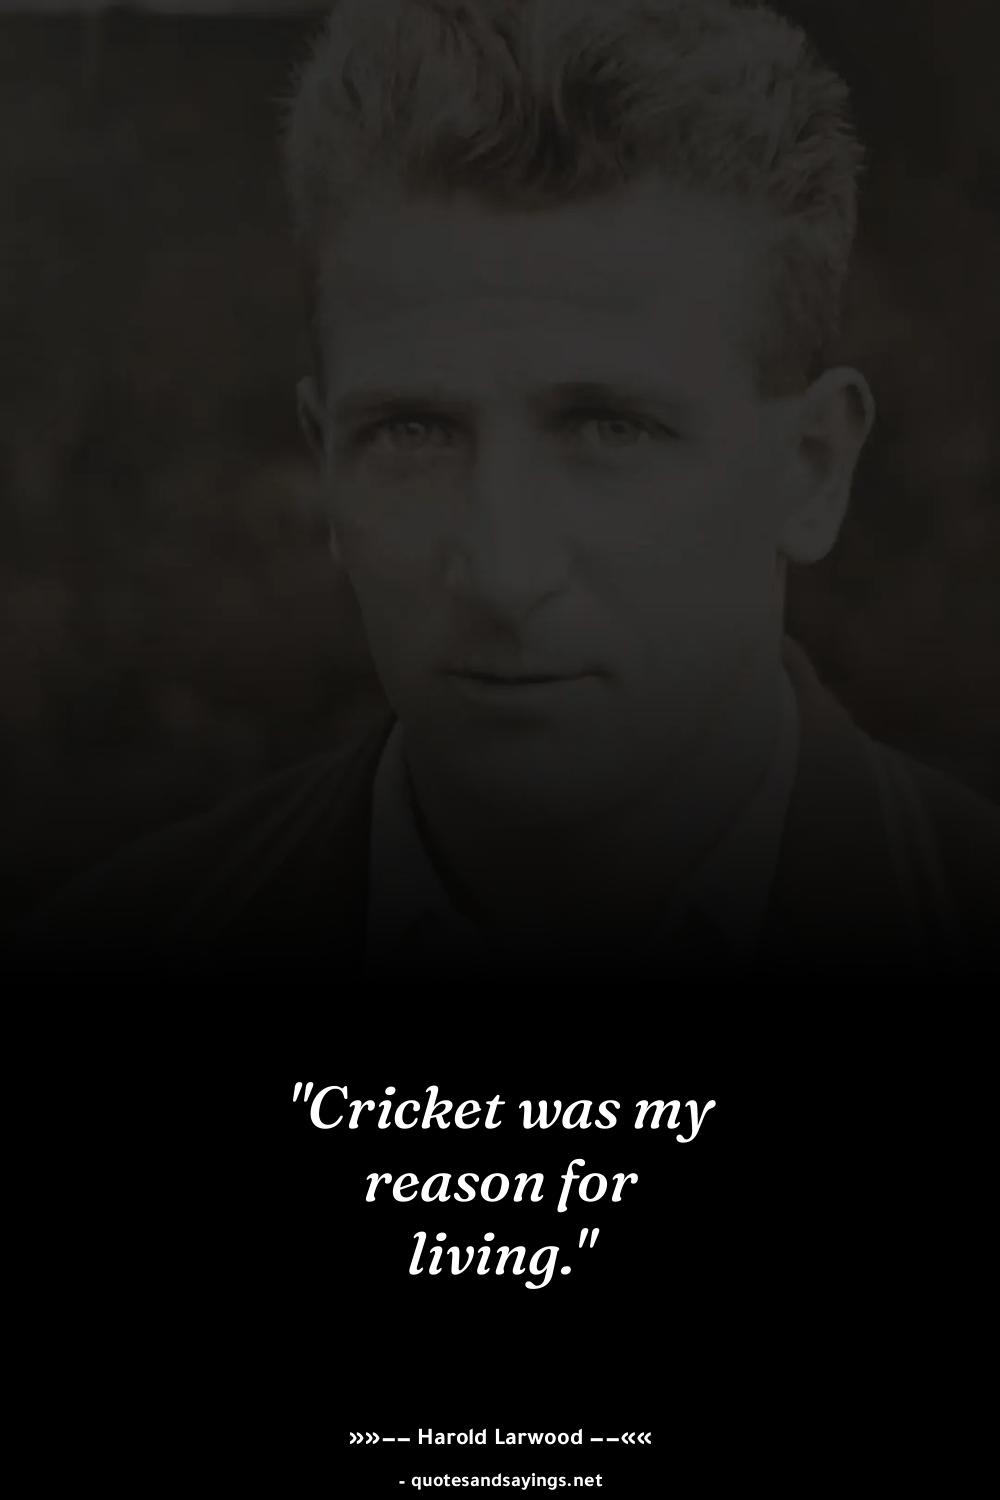 "Cricket was my
reason for
living."
»»–– Harold Larwood ––««
- quotesandsayings.net